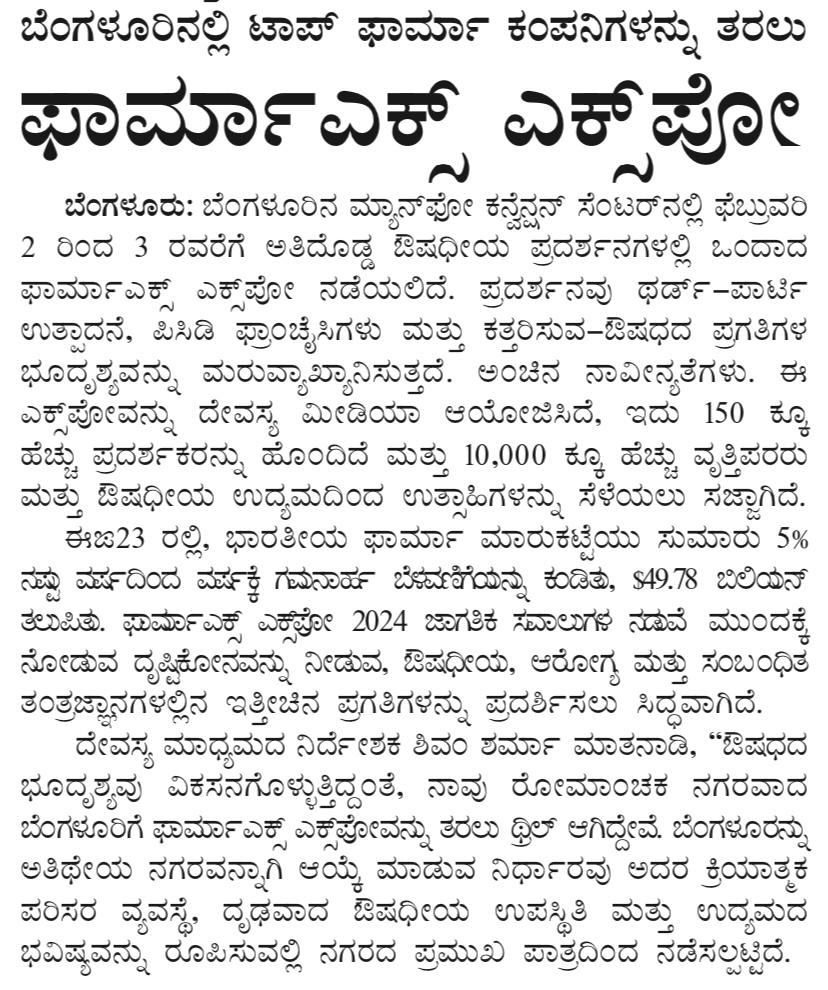 ಬೆಂಗಳೂರಿನಲ್ಲಿ ಟಾಪ್ ಫಾರ್ಮಾ ಕಂಪನಿಗಳನ್ನು ತರಲು
ಫಾರ್ಮಾಎಕ್ಸ್ ಎಕ್ಸ್‌ಪೋ
ಬೆಂಗಳೂರು: ಬೆಂಗಳೂರಿನ ಮ್ಯಾನ್‌ಫೋ ಕನ್ವೆನ್ಷನ್ ಸೆಂಟರ್‌ನಲ್ಲಿ ಫೆಬ್ರುವರಿ
2 ರಿಂದ 3 ರವರೆಗೆ ಅತಿದೊಡ್ಡ ಔಷಧೀಯ ಪ್ರದರ್ಶನಗಳಲ್ಲಿ ಒಂದಾದ
ಫಾರ್ಮಾಎಕ್ಸ್ ಎಕ್ಸ್‌ಪೋ ನಡೆಯಲಿದೆ. ಪ್ರದರ್ಶನವು ಥರ್ಡ್–ಪಾರ್ಟಿ
ಉತ್ಪಾದನೆ, ಪಿಸಿಡಿ ಫ್ರಾಂಚೈಸಿಗಳು ಮತ್ತು ಕತ್ತರಿಸುವ–ಔಷಧದ ಪ್ರಗತಿಗಳ
ಭೂದೃಶ್ಯವನ್ನು ಮರುವ್ಯಾಖ್ಯಾನಿಸುತ್ತದೆ. ಅಂಚಿನ ನಾವೀನ್ಯತೆಗಳು. ಈ
ಎಕ್ಸ್‌ಪೋವನ್ನು ದೇವಸ್ಯ ಮೀಡಿಯಾ ಆಯೋಜಿಸಿದೆ, ಇದು 150 ಕ್ಕೂ
ಹೆಚ್ಚು ಪ್ರದರ್ಶಕರನ್ನು ಹೊಂದಿದೆ ಮತ್ತು 10,000 ಕ್ಕೂ ಹೆಚ್ಚು ವೃತ್ತಿಪರರು
ಮತ್ತು ಔಷಧೀಯ ಉದ್ಯಮದಿಂದ ಉತ್ಸಾಹಿಗಳನ್ನು ಸೆಳೆಯಲು ಸಜ್ಜಾಗಿದೆ.
ಈಙ23 ರಲ್ಲಿ, ಭಾರತೀಯ ಫಾರ್ಮಾ ಮಾರುಕಟ್ಟೆಯು ಸುಮಾರು 5%
ನಷ್ಟು ವರ್ಷದಿಂದ ವರ್ಷಕ್ಕೆ ಗಮನಾರ್ಹ ಬೆಳವಣಿಗೆಯನ್ನು ಕಂಡಿತು, $49.78 ಬಿಲಿಯನ್
ತಲುಪಿತು. ಫಾರ್ಮಾಎಕ್ಸ್ ಎಕ್ಸ್‌ಪೋ 2024 ಜಾಗತಿಕ ಸವಾಲುಗಳ ನಡುವೆ ಮುಂದಕ್ಕೆ
ನೋಡುವ ದೃಷ್ಟಿಕೋನವನ್ನು ನೀಡುವ, ಔಷಧೀಯ, ಆರೋಗ್ಯ ಮತ್ತು ಸಂಬಂಧಿತ
ತಂತ್ರಜ್ಞಾನಗಳಲ್ಲಿನ ಇತ್ತೀಚಿನ ಪ್ರಗತಿಗಳನ್ನು ಪ್ರದರ್ಶಿಸಲು ಸಿದ್ಧವಾಗಿದೆ.
ದೇವಸ್ಯ ಮಾಧ್ಯಮದ ನಿರ್ದೇಶಕ ಶಿವಂ ಶರ್ಮಾ ಮಾತನಾಡಿ, “ಔಷಧದ
ಭೂದೃಶ್ಯವು ವಿಕಸನಗೊಳ್ಳುತ್ತಿದ್ದಂತೆ, ನಾವು ರೋಮಾಂಚಕ ನಗರವಾದ
ಬೆಂಗಳೂರಿಗೆ ಫಾರ್ಮಾಎಕ್ಸ್ ಎಕ್ಸ್‌ಪೋವನ್ನು ತರಲು ಥ್ರಿಲ್ ಆಗಿದ್ದೇವೆ. ಬೆಂಗಳೂರನ್ನು
ಅತಿಥೇಯ ನಗರವನ್ನಾಗಿ ಆಯ್ಕೆ ಮಾಡುವ ನಿರ್ಧಾರವು ಅದರ ಕ್ರಿಯಾತ್ಮಕ
ಪರಿಸರ ವ್ಯವಸ್ಥೆ, ದೃಢವಾದ ಔಷಧೀಯ ಉಪಸ್ಥಿತಿ ಮತ್ತು ಉದ್ಯಮದ
ಭವಿಷ್ಯವನ್ನು ರೂಪಿಸುವಲ್ಲಿ ನಗರದ ಪ್ರಮುಖ ಪಾತ್ರದಿಂದ ನಡೆಸಲ್ಪಟ್ಟಿದೆ.